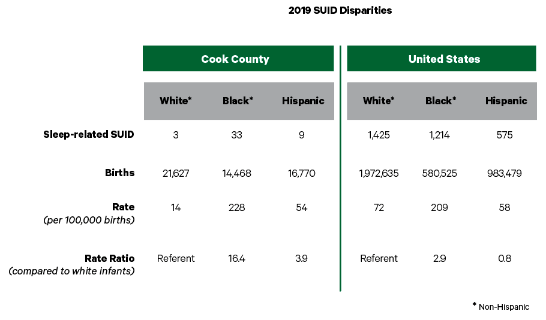 2019 SUID Disparities
Cook County United States
White* Black* Hispanic White* Black* Hispanic
Sleep-related SUID 3 33 9 1,425 1,214 575
Births 21,627 14,468 16,770 1,972,635 580,525 983,479
Rate 14 228 54 72 209 58
(per 100,000 births)
Rate Ratio Referent 16.4 3.9 Referent 2.9 0.8
(compared to white infants)
* Non-Hispanic